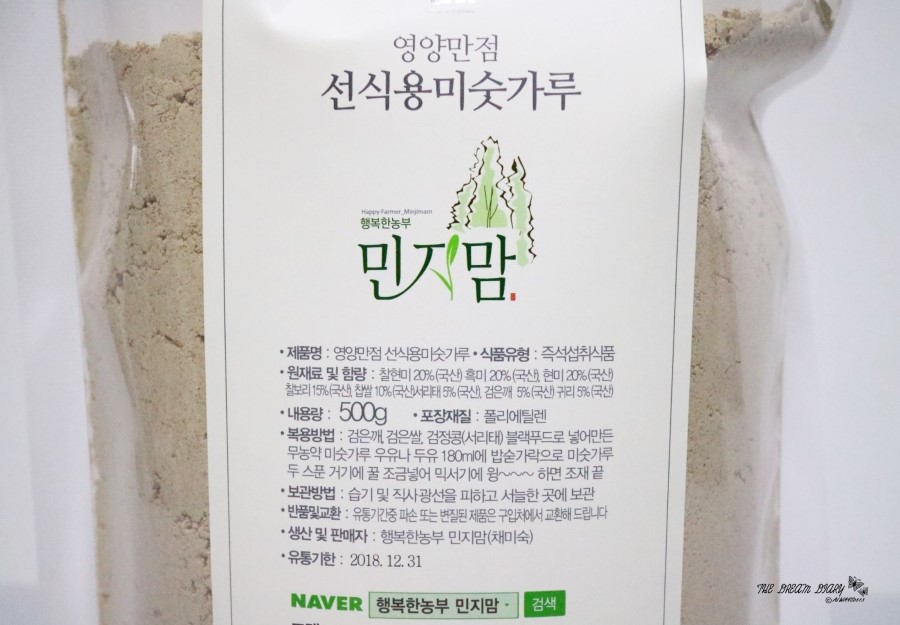 영양만점
선식용미숫가루
Happy Farmer_Minjimam
행복한농부
민지맘
• 제품명 : 영양만점 선식용미숫가루 • 식품유형 : 즉석섭취식품
• 원재료 및 함량 : 찰현미 20% (국산) 흑미 20% (국산), 현미 20% (국산)
찰보리 15% (국산), 찹쌀 10% (국산)서리태 5% (국산), 검은깨 5% (국산) 귀리 5% (국산)
• 내용량 : 500g • 포장재질 : 폴리에틸렌
• 복용방법 : 검은깨, 검은쌀, 검정콩(서리태) 블랙푸드로 넣어만든
무농약 미숫가루 우유나 두유 180ml에 밥숟가락으로 미숫가루
두 스푼 거기에 꿀 조금넣어 믹서기에 윙~~~ 하면 조재 끝
• 보관방법 : 습기 및 직사광선을 피하고 서늘한 곳에 보관
• 반품및교환 : 유통기간중 파손 또는 변질된 제품은 구입처에서 교환해 드립니다
• 생산 및 판매자 : 행복한농부 민지맘(채미숙)
• 유통기한 : 2018. 12. 31
NAVER 행복한농부 민지맘 검색
THE DREAM DIARY